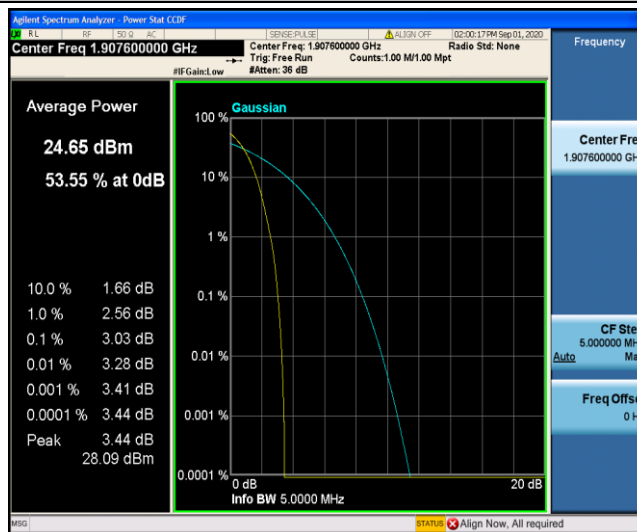 Agilent Spectrum Analyzer - Power Stat CCDF
RL RF 50 Ω AC SENSE:PULSE ALIGN OFF 02:00:17 PM Sep 01, 2020
Center Freq 1.907600000 GHz
Center Freq: 1.907600000 GHz Radio Std: None
Trig: Free Run Counts:1.00 M/1.00 Mpt
#IFGain:Low #Atten: 36 dB
Frequency
Average Power
24.65 dBm
53.55 % at 0dB
10.0 % 1.66 dB
1.0 % 2.56 dB
0.1 % 3.03 dB
0.01 % 3.28 dB
0.001 % 3.41 dB
0.0001 % 3.44 dB
Peak 3.44 dB
28.09 dBm
Gaussian
100 %
10 %
1 %
0.1 %
0.01 %
0.001 %
0.0001 %
0 dB 20 dB
Info BW 5.0000 MHz
Center Fre
1.907600000 GH
CF Ste
5.000000 MH
Auto Ma
Freq Offs
0 H
MSG STATUS Align Now, All required